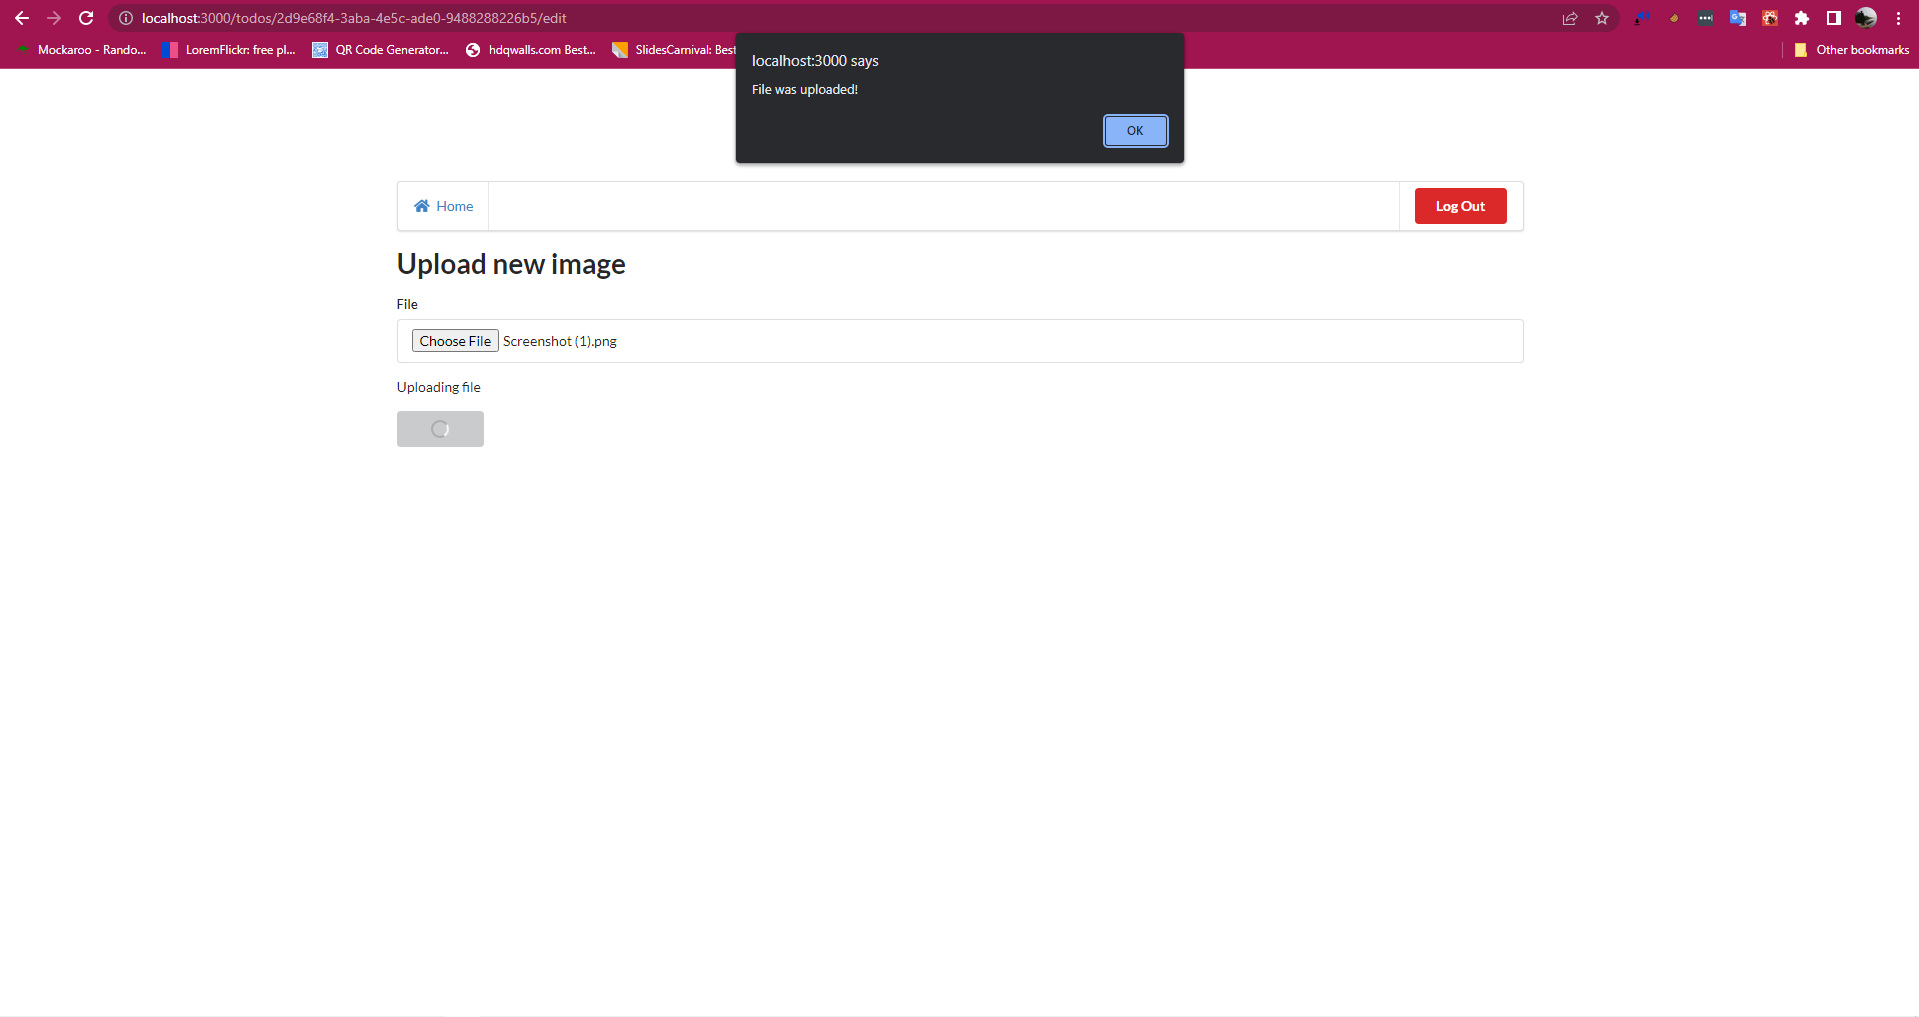 localhost:3000/todos/2d9e68f4-3aba-4e5c-ade0-9488288226b5/edit
Mockaroo - Rando... LoremFlickr: free pl... QR Code Generator... hdqwalls.com Best... SlidesCarnival: Best Other bookmarks
localhost:3000 says
File was uploaded!
OK
Home Log Out
Upload new image
File
Choose File Screenshot (1).png
Uploading file